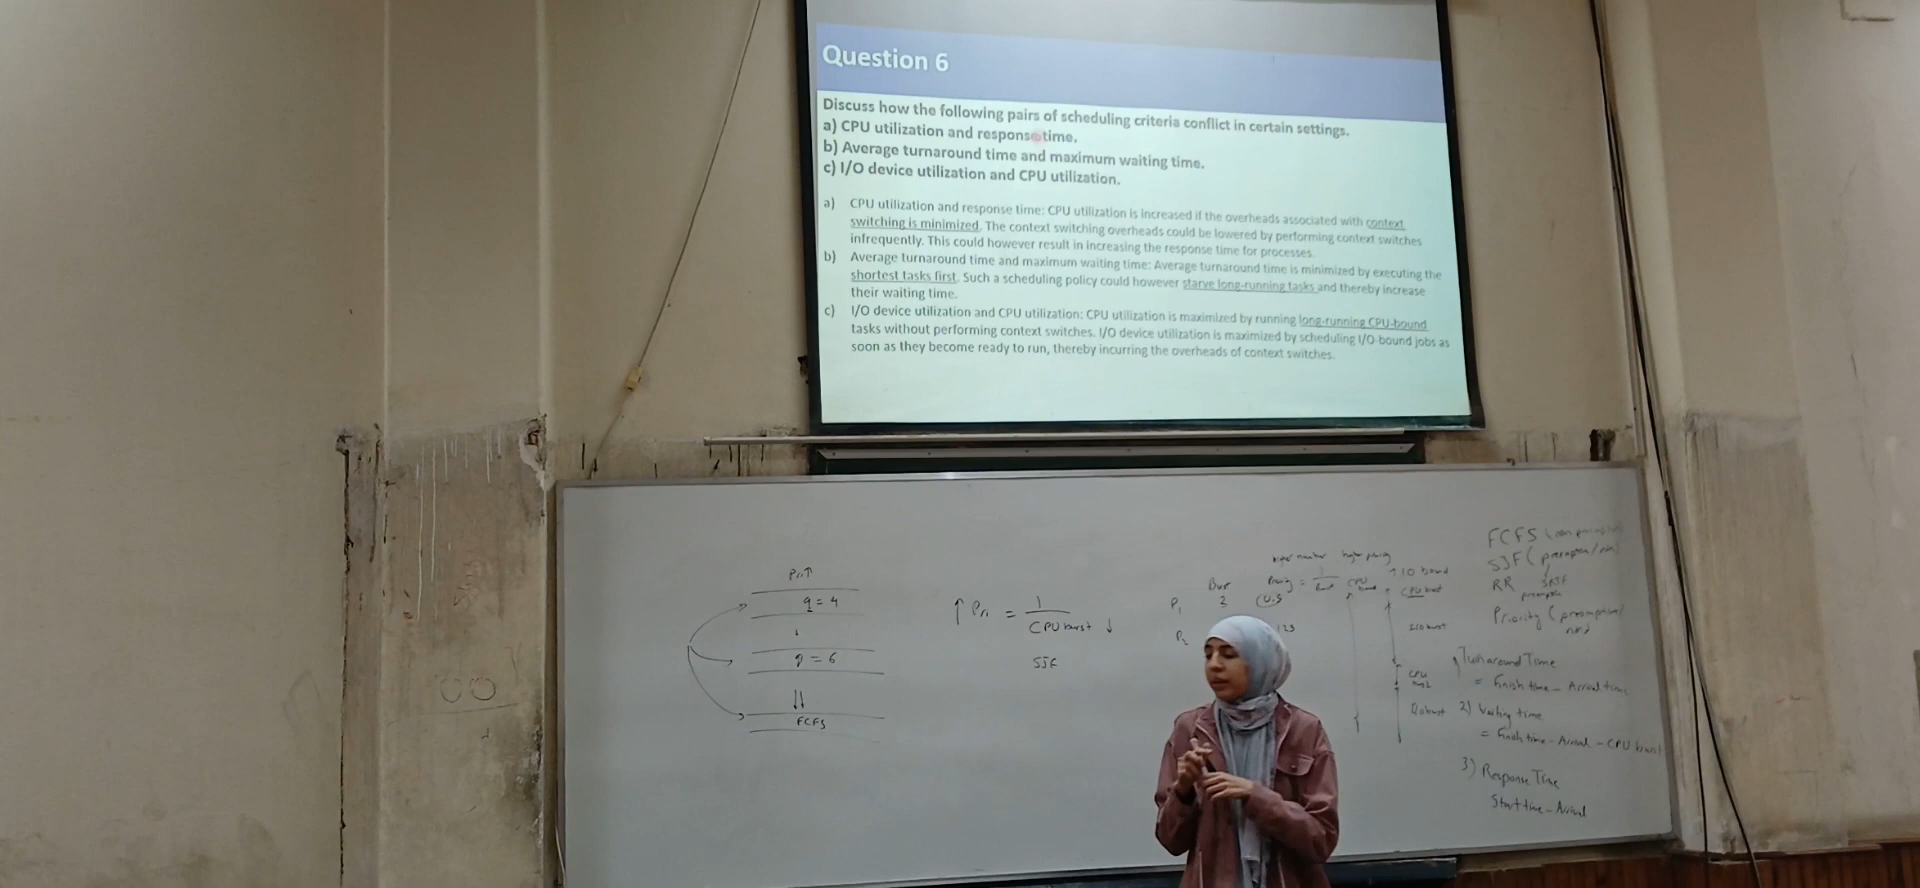 Question 6
Discuss how the following pairs of scheduling criteria conflict in certain settings.
a) CPU utilization and response time.
b) Average turnaround time and maximum waiting time.
c) I/O device utilization and CPU utilization.
a) CPU utilization and response time: CPU utilization is increased if the overheads associated with context
switching is minimized. The context switching overheads could be lowered by performing context switches
infrequently. This could however result in increasing the response time for processes.
b) Average turnaround time and maximum waiting time: Average turnaround time is minimized by executing the
shortest tasks first. Such a scheduling policy could however starve long-running tasks and thereby increase
their waiting time.
c) I/O device utilization and CPU utilization: CPU utilization is maximized by running long-running CPU-bound
tasks without performing context switches. I/O device utilization is maximized by scheduling I/O-bound jobs as
soon as they become ready to run, thereby incurring the overheads of context switches.
Pri↑
q = 4
↓
q = 6
↓↓
FCFS
↑ Pri = 1 / CPU burst ↓
SJF
P1
P2
FCFS
SJF (
RR
Priority (
Turnaround Time
= finish time - Arrival time
2) Waiting time
= finish time - Arrival - CPU burst
3) Response Time
Start time - Arrival